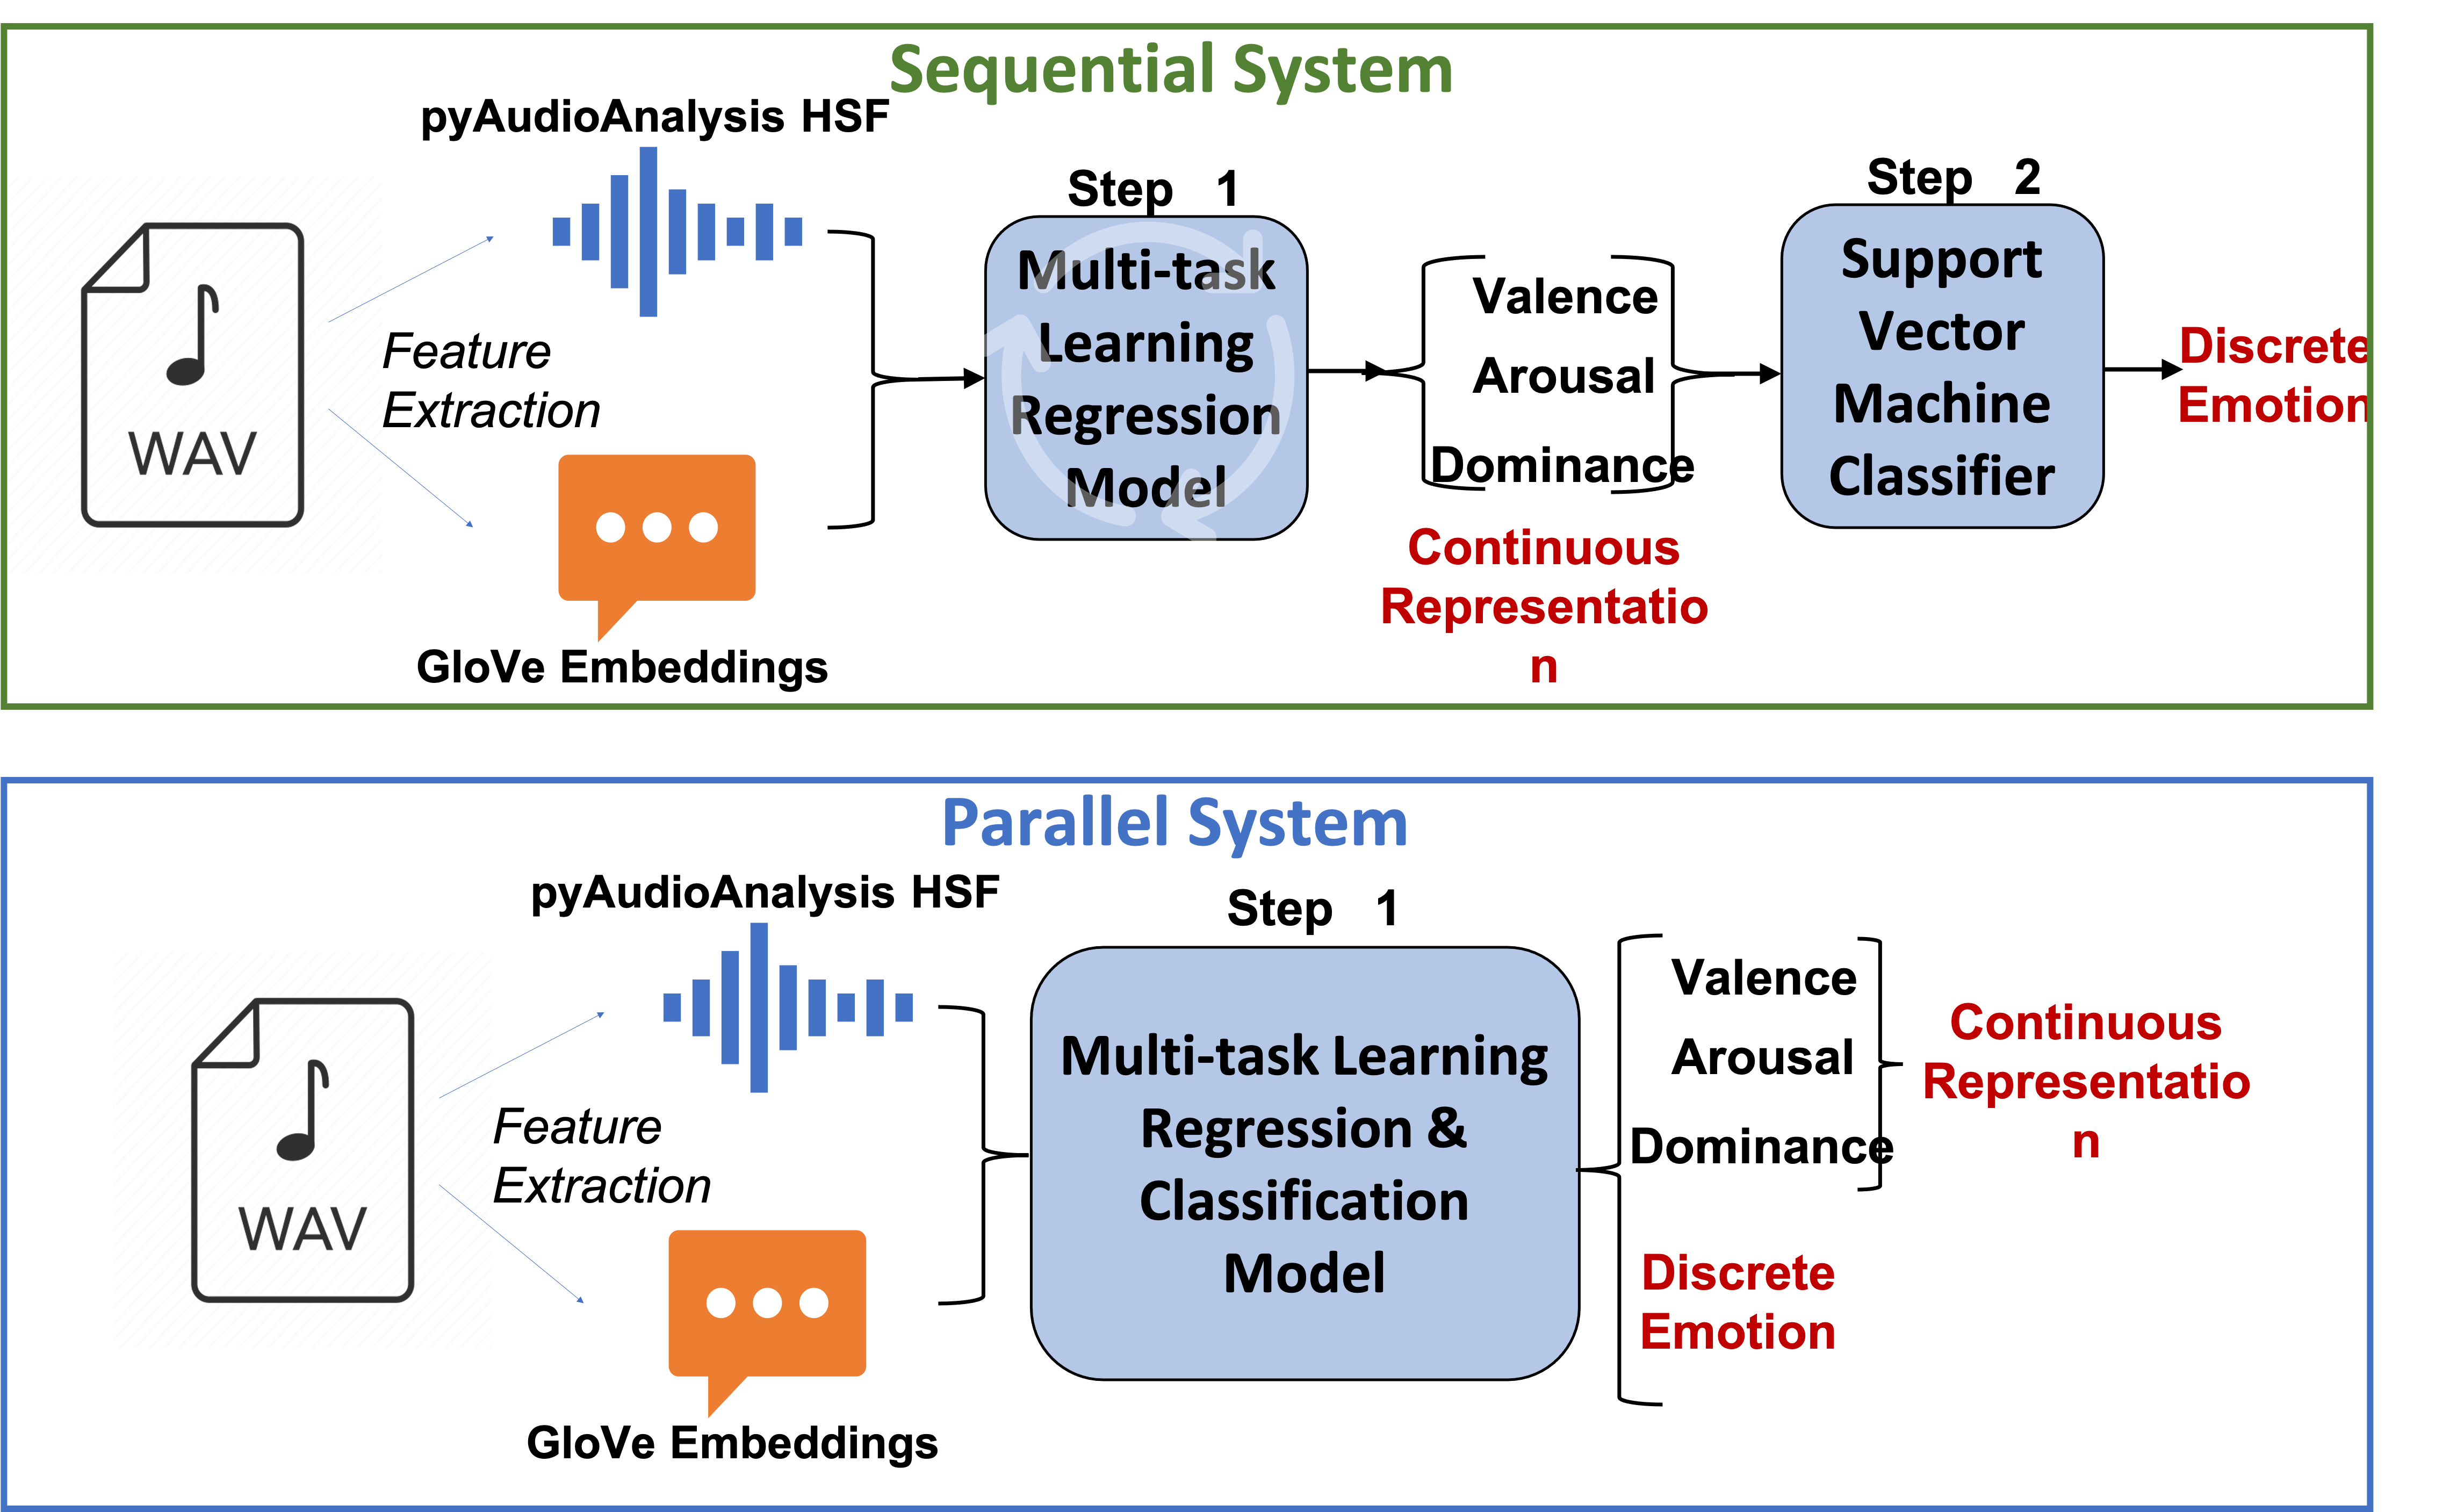 Sequential System
pyAudioAnalysis HSF
WAV
Feature
Extraction
GloVe Embeddings
Step 1
Multi-task
Learning
Regression
Model
Valence
Arousal
Dominance
Continuous
Representatio
n
Step 2
Support
Vector
Machine
Classifier
Discrete
Emotion
Parallel System
pyAudioAnalysis HSF
WAV
Feature
Extraction
GloVe Embeddings
Step 1
Multi-task Learning
Regression &
Classification
Model
Valence
Arousal
Dominance
Continuous
Representatio
n
Discrete
Emotion